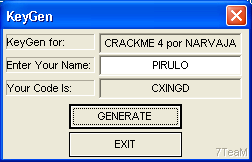 KeyGen
KeyGen for: CRACKME 4 por NARVAJA
Enter Your Name: PIRULO
Your Code Is: CXINGD
GENERATE
EXIT
7TeaM